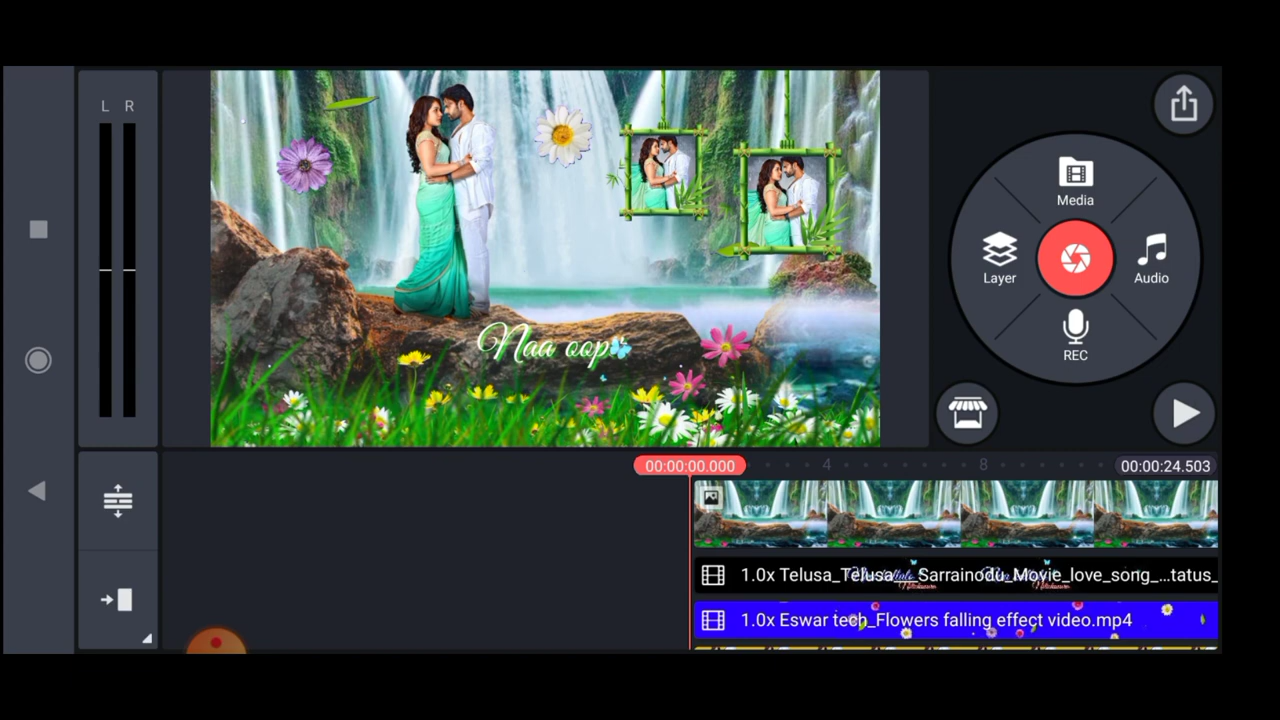 L R
Naa oop
Media
Layer
Audio
REC
00:00:00.000
4
8
00:00:24.503
1.0x Telusa_Telusa__Sarrainodu_Movie_love_song_...tatus_
1.0x Eswar tech_Flowers falling effect video.mp4